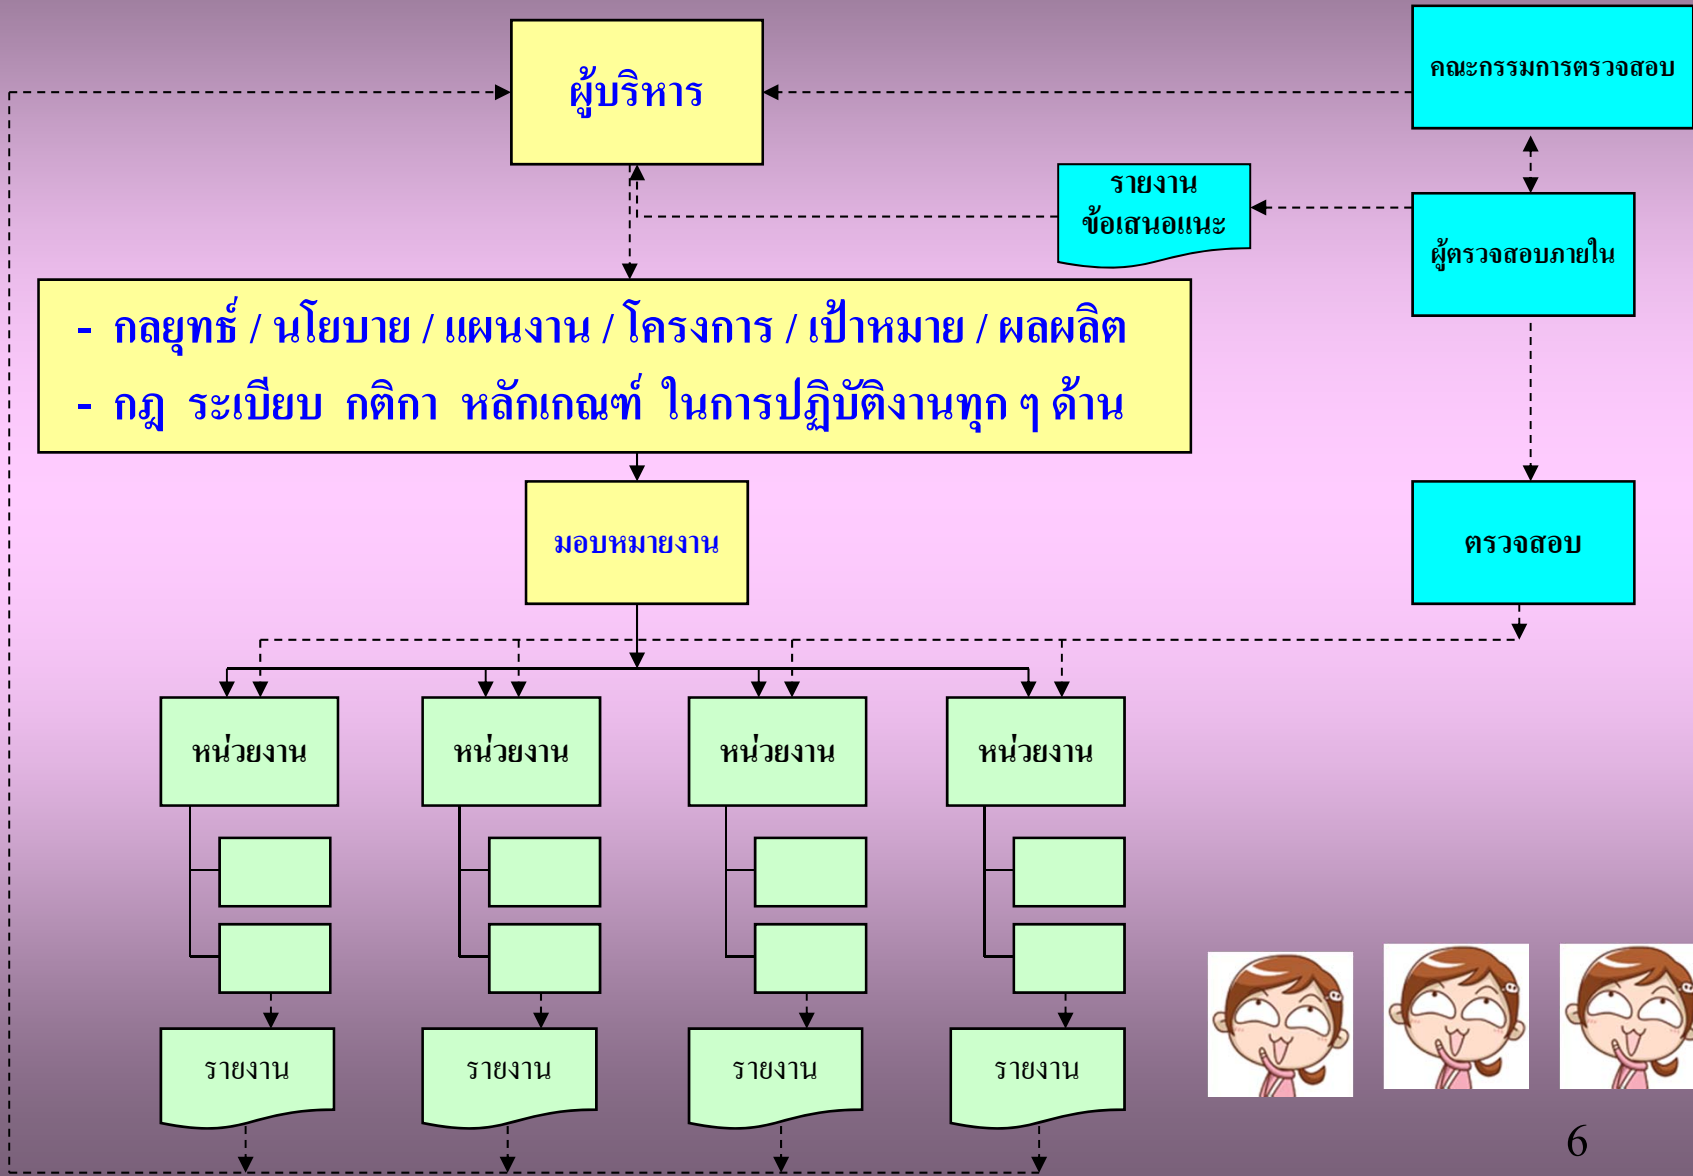 ผู้บริหาร
คณะกรรมการตรวจสอบ
รายงาน
ข้อเสนอแนะ
ผู้ตรวจสอบภายใน
- กลยุทธ์ / นโยบาย / แผนงาน / โครงการ / เป้าหมาย / ผลผลิต
- กฎ ระเบียบ กติกา หลักเกณฑ์ ในการปฏิบัติงานทุก ๆ ด้าน
มอบหมายงาน
ตรวจสอบ
หน่วยงาน
หน่วยงาน
หน่วยงาน
หน่วยงาน
รายงาน
รายงาน
รายงาน
รายงาน
6